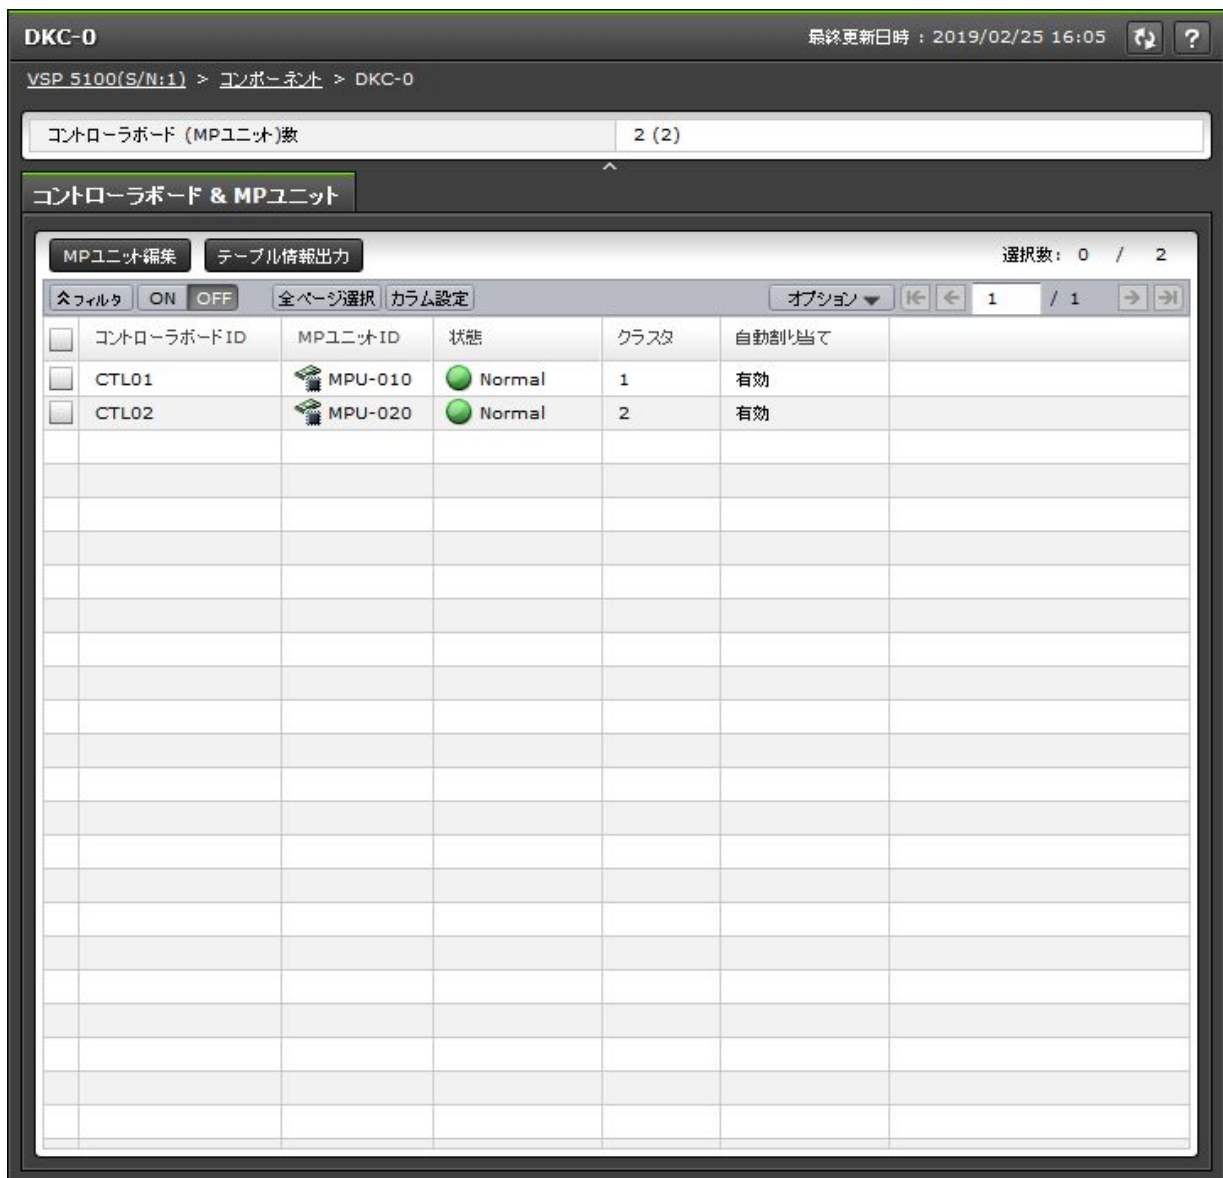 DKC-0
最終更新日時 : 2019/02/25 16:05
VSP 5100(S/N:1) > コンポーネント > DKC-0
コントローラボード (MPユニット)数 2 (2)
コントローラボード & MPユニット
MPユニット編集 テーブル情報出力 選択数: 0 / 2
フィルタ ON OFF 全ページ選択 カラム設定 オプション 1 / 1
コントローラボードID MPユニットID 状態 クラスタ 自動割り当て
CTL01 MPU-010 Normal 1 有効
CTL02 MPU-020 Normal 2 有効